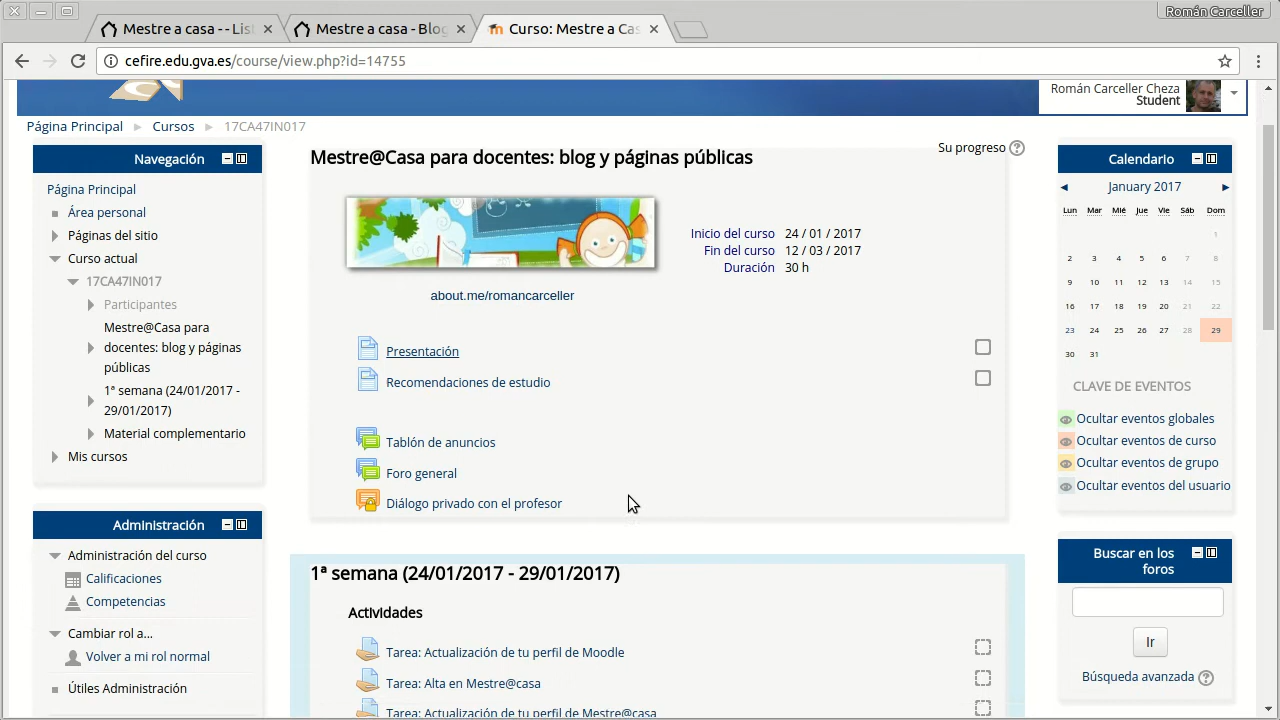 Román Carceller
Mestre a casa - - Lis
Mestre a casa - Blog
Curso: Mestre a Cas
cefire.edu.gva.es/course/view.php?id=14755
Román Carceller Cheza
Student
Página Principal ► Cursos ► 17CA47IN017
Navegación
Página Principal
Área personal
Páginas del sitio
Curso actual
17CA47IN017
Participantes
Mestre@Casa para
docentes: blog y páginas
públicas
1ª semana (24/01/2017 -
29/01/2017)
Material complementario
Mis cursos
Administración
Administración del curso
Calificaciones
Competencias
Cambiar rol a...
Volver a mi rol normal
Útiles Administración
Su progreso
Mestre@Casa para docentes: blog y páginas públicas
Inicio del curso 24 / 01 / 2017
Fin del curso 12 / 03 / 2017
Duración 30 h
about.me/romancarceller
Presentación
Recomendaciones de estudio
Tablón de anuncios
Foro general
Diálogo privado con el profesor
1ª semana (24/01/2017 - 29/01/2017)
Actividades
Tarea: Actualización de tu perfil de Moodle
Tarea: Alta en Mestre@casa
Tarea: Actualización de tu perfil de Mestre@casa
Calendario
◄ January 2017 ►
Lun Mar Mié Jue Vie Sáb Dom
1
2 3 4 5 6 7 8
9 10 11 12 13 14 15
16 17 18 19 20 21 22
23 24 25 26 27 28 29
30 31
CLAVE DE EVENTOS
Ocultar eventos globales
Ocultar eventos de curso
Ocultar eventos de grupo
Ocultar eventos del usuario
Buscar en los
foros
Ir
Búsqueda avanzada